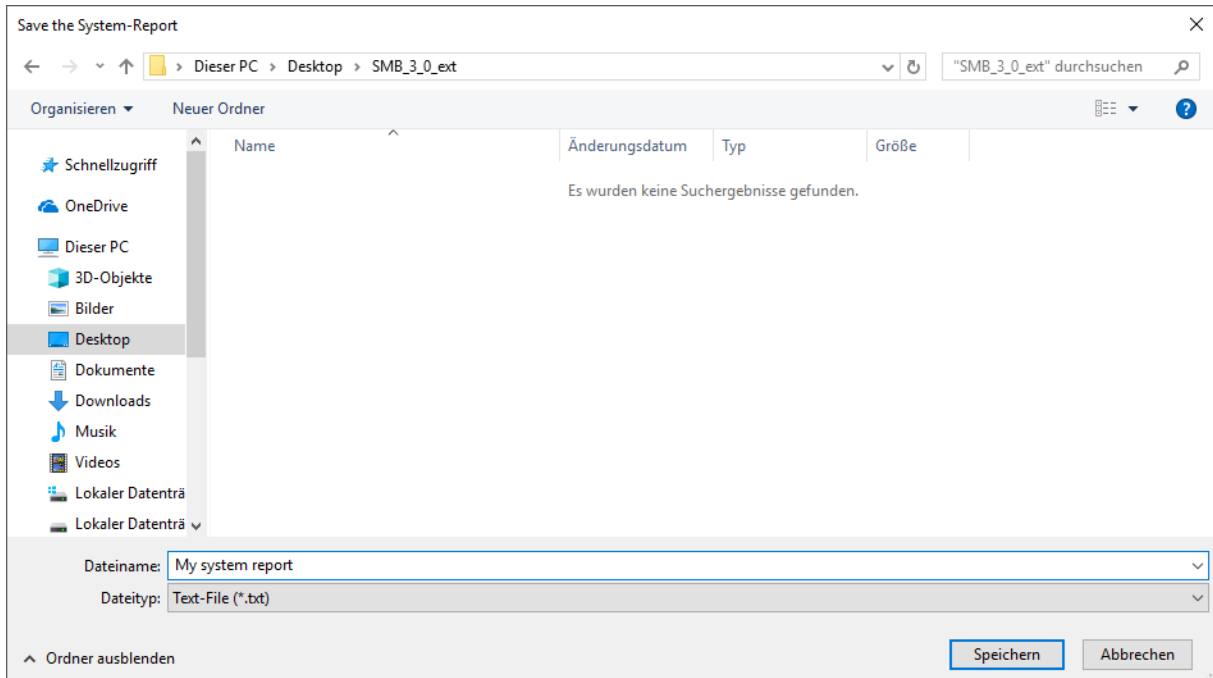 Save the System-Report
Dieser PC > Desktop > SMB_3_0_ext
"SMB_3_0_ext" durchsuchen
Organisieren
Neuer Ordner
Name
Änderungsdatum
Typ
Größe
Es wurden keine Suchergebnisse gefunden.
Schnellzugriff
OneDrive
Dieser PC
3D-Objekte
Bilder
Desktop
Dokumente
Downloads
Musik
Videos
Lokaler Datenträ
Lokaler Datenträ
Dateiname: My system report
Dateityp: Text-File (*.txt)
Ordner ausblenden
Speichern
Abbrechen